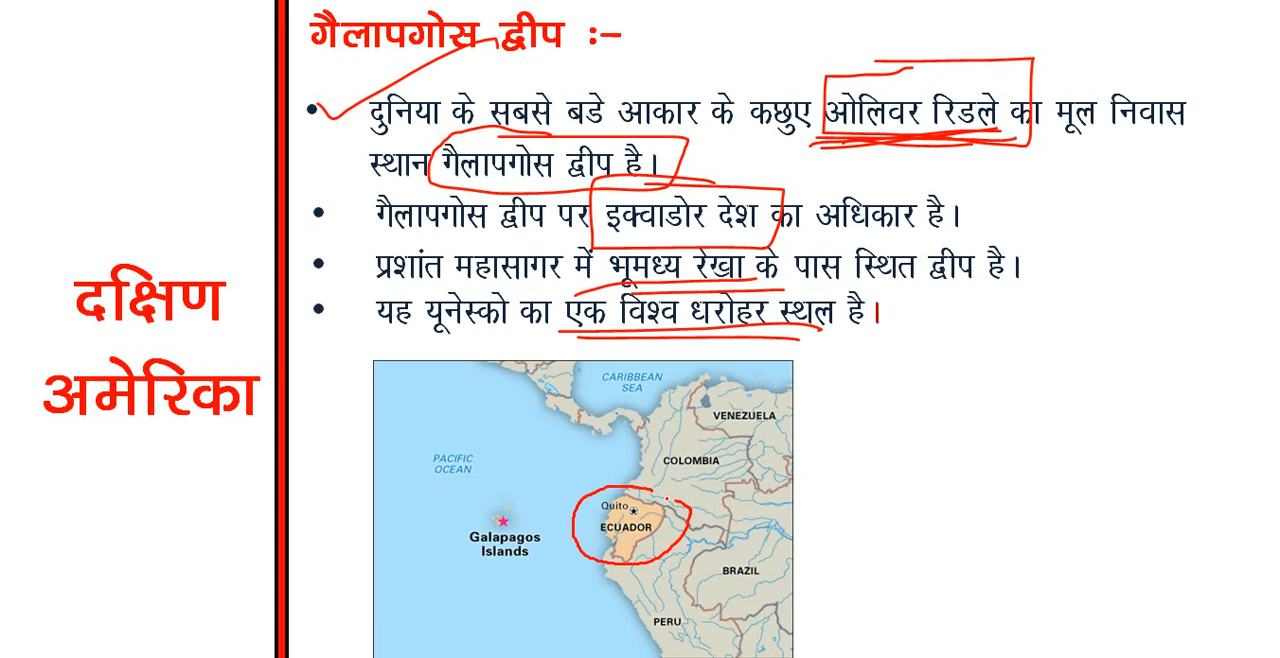 गैलापगोस द्वीप :–
दुनिया के सबसे बडे आकार के कछुए ओलिवर रिडले का मूल निवास
स्थान गैलापगोस द्वीप है।
गैलापगोस द्वीप पर इक्वाडोर देश का अधिकार है।
प्रशांत महासागर में भूमध्य रेखा के पास स्थित द्वीप है।
यह यूनेस्को का एक विश्व धरोहर स्थल है।
दक्षिण
अमेरिका
CARIBBEAN
SEA
VENEZUELA
PACIFIC
OCEAN
COLOMBIA
Quito
ECUADOR
Galapagos
Islands
BRAZIL
PERU